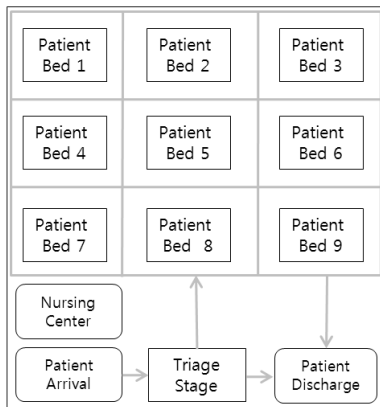 Patient
Bed 1
Patient
Bed 2
Patient
Bed 3
Patient
Bed 4
Patient
Bed 5
Patient
Bed 6
Patient
Bed 7
Patient
Bed 8
Patient
Bed 9
Nursing
Center
Patient
Arrival
Triage
Stage
Patient
Discharge